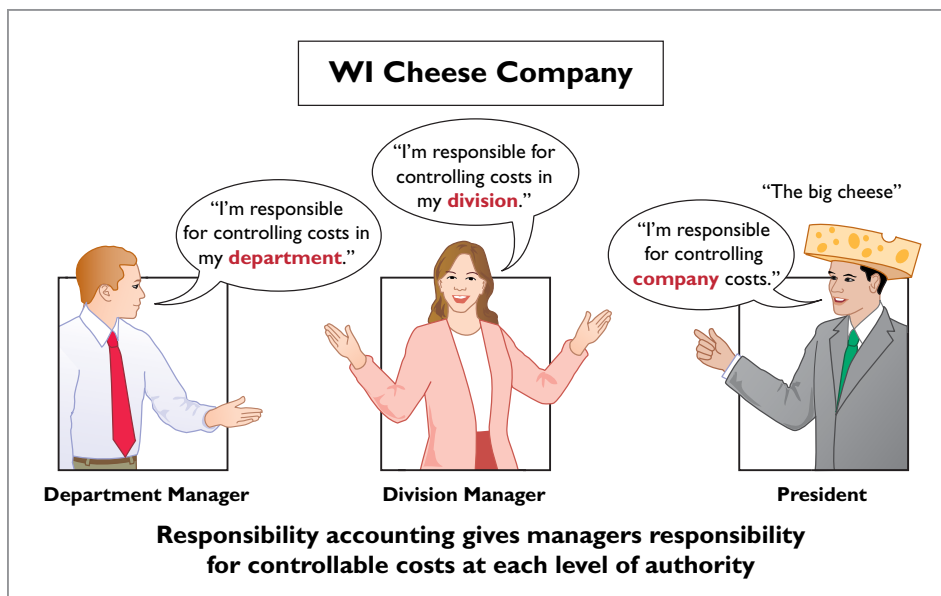 WI Cheese Company
“I’m responsible for
controlling costs in
my division.”
“The big cheese”
“I’m responsible
for controlling costs in
my department.”
“I’m responsible
for controlling
company costs.”
Department Manager
Division Manager
President
Responsibility accounting gives managers responsibility
for controllable costs at each level of authority